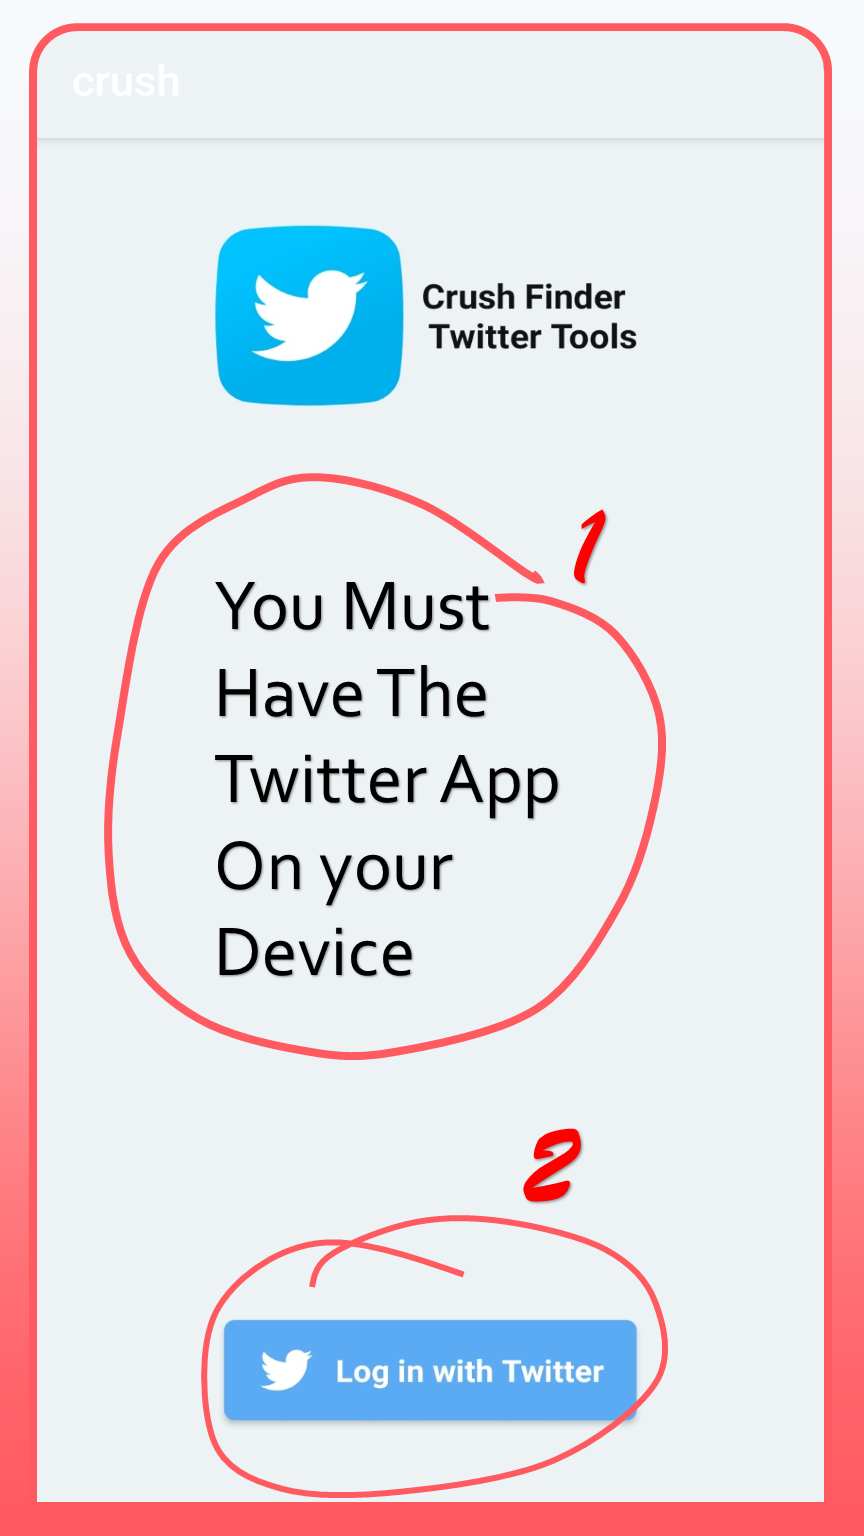 crush
Crush Finder
Twitter Tools
1
You Must
Have The
Twitter App
On your
Device
2
Log in with Twitter